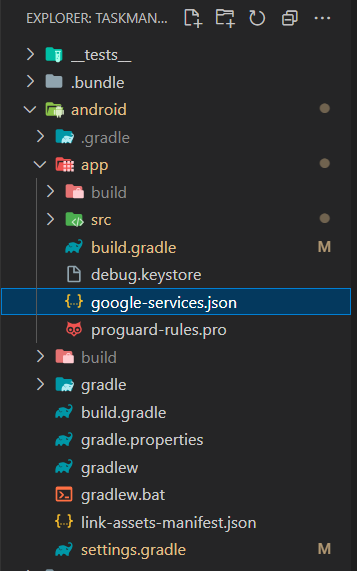 EXPLORER: TASKMAN...
__tests__
.bundle
android
.gradle
app
build
src
build.gradle M
debug.keystore
google-services.json
proguard-rules.pro
build
gradle
build.gradle
gradle.properties
gradlew
gradlew.bat
link-assets-manifest.json
settings.gradle M